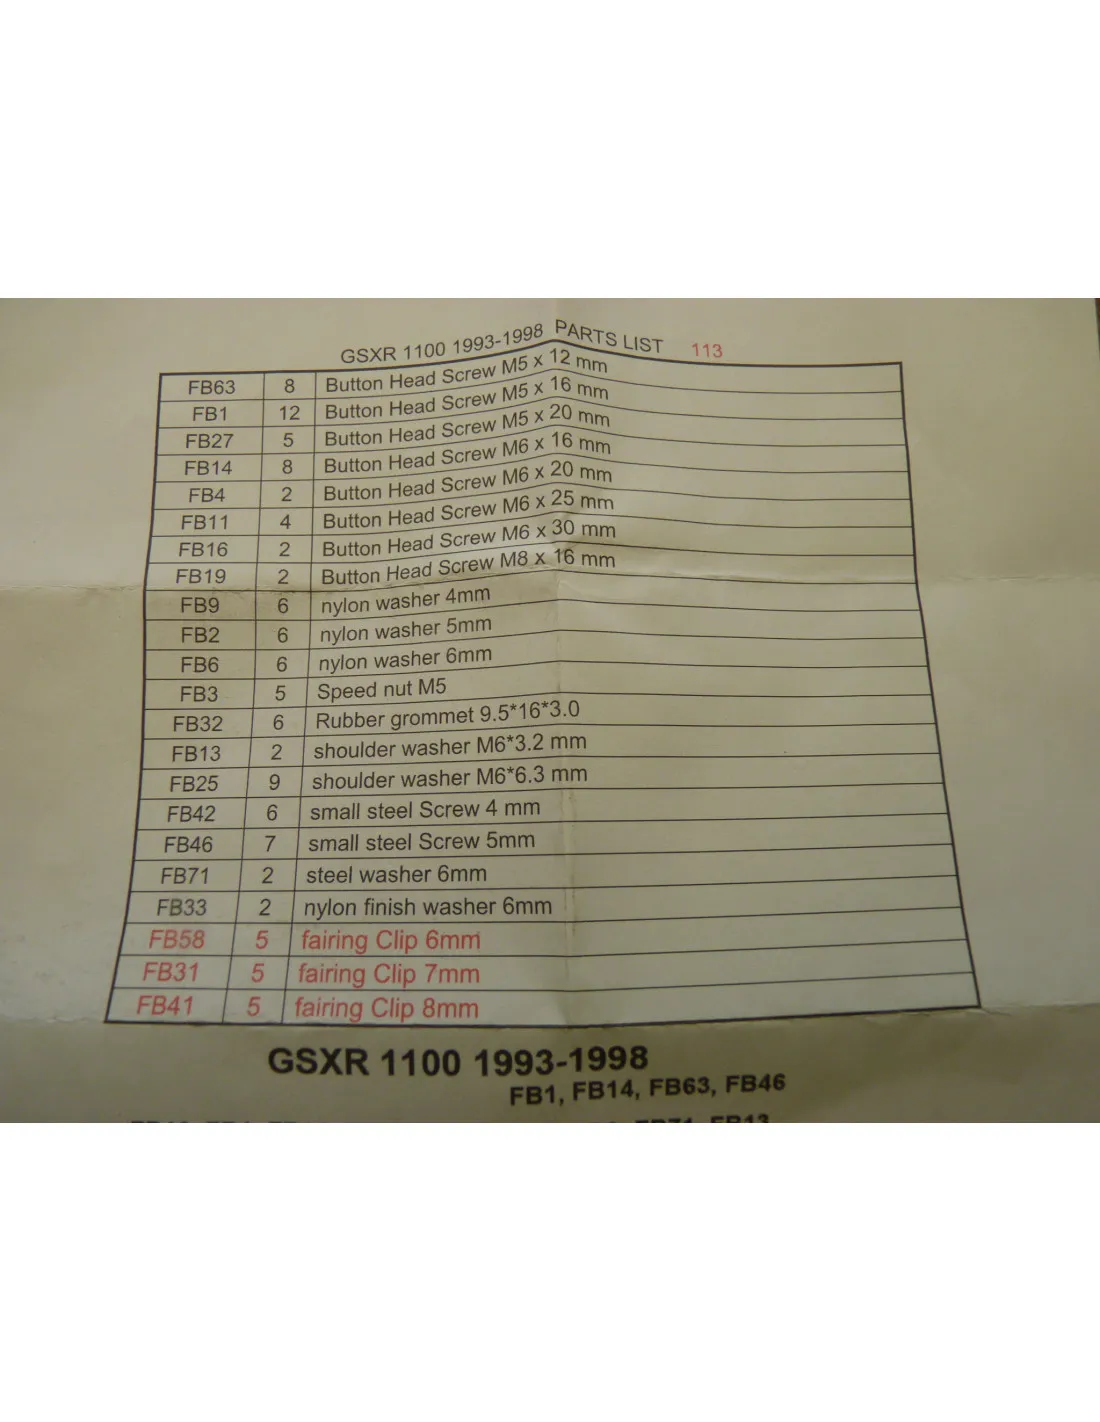 GSXR 1100 1993-1998 PARTS LIST 113
FB63 8 Button Head Screw M5 x 12 mm
FB1 12 Button Head Screw M5 x 16 mm
FB27 5 Button Head Screw M5 x 20 mm
FB14 8 Button Head Screw M6 x 16 mm
FB4 2 Button Head Screw M6 x 20 mm
FB11 4 Button Head Screw M6 x 25 mm
FB16 2 Button Head Screw M6 x 30 mm
FB19 2 Button Head Screw M8 x 16 mm
FB9 6 nylon washer 4mm
FB2 6 nylon washer 5mm
FB6 6 nylon washer 6mm
FB3 5 Speed nut M5
FB32 6 Rubber grommet 9.5*16*3.0
FB13 2 shoulder washer M6*3.2 mm
FB25 9 shoulder washer M6*6.3 mm
FB42 6 small steel Screw 4 mm
FB46 7 small steel Screw 5mm
FB71 2 steel washer 6mm
FB33 2 nylon finish washer 6mm
FB58 5 fairing Clip 6mm
FB31 5 fairing Clip 7mm
FB41 5 fairing Clip 8mm
GSXR 1100 1993-1998
FB1, FB14, FB63, FB46
FB71, FB13